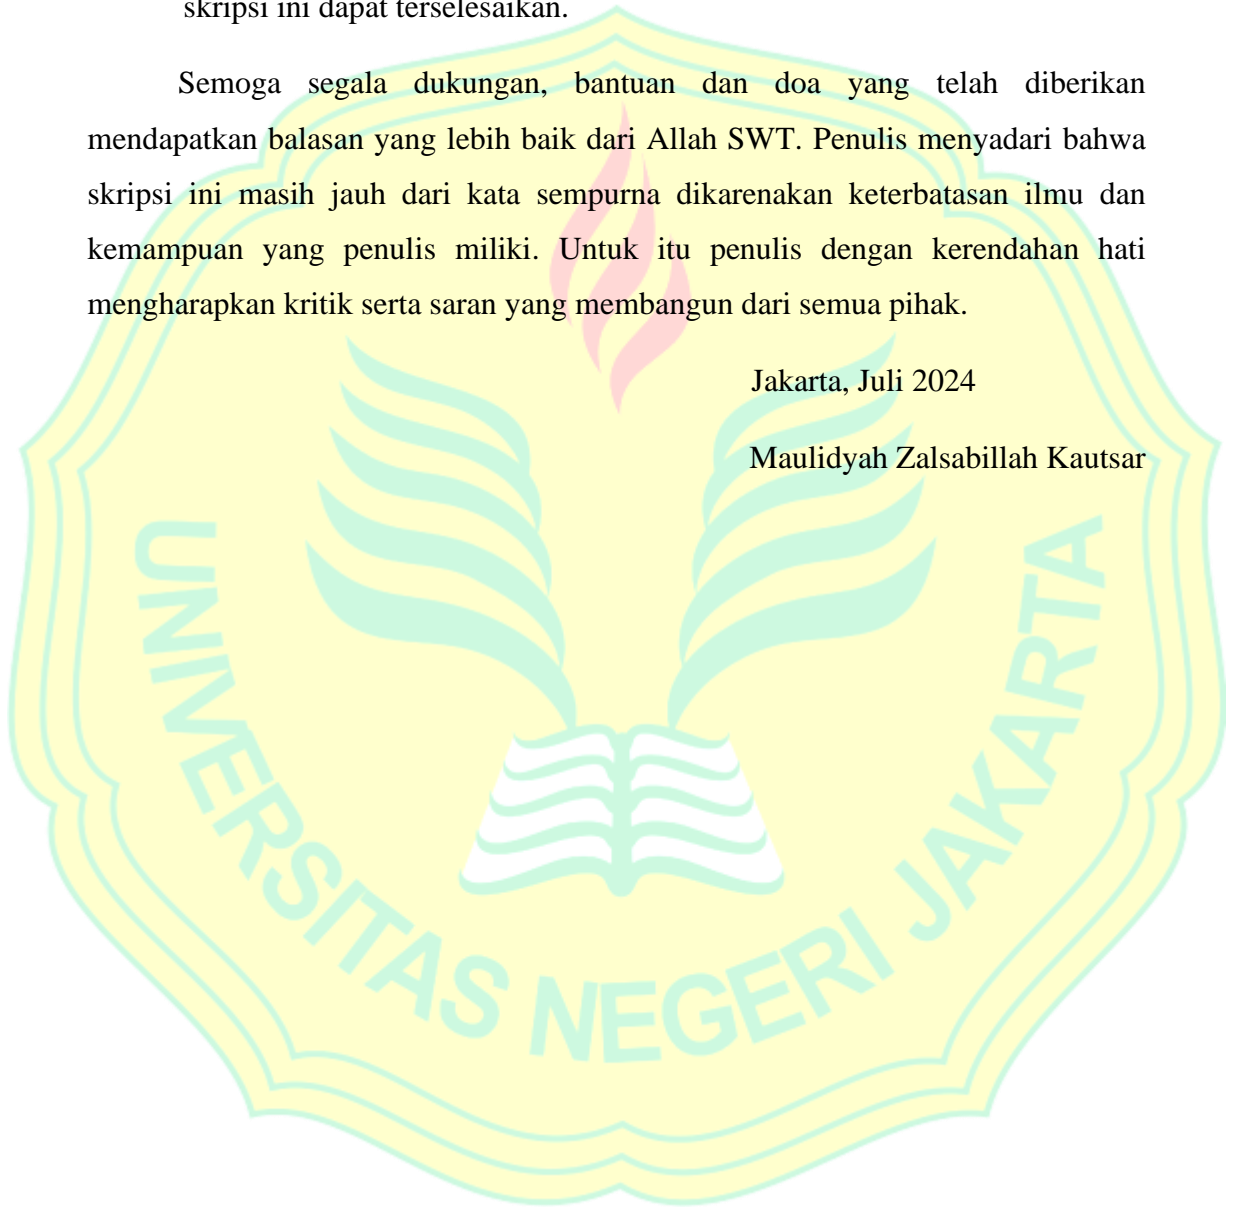 skripsi ini dapat terselesaikan.
Semoga segala dukungan, bantuan dan doa yang telah diberikan
mendapatkan balasan yang lebih baik dari Allah SWT. Penulis menyadari bahwa
skripsi ini masih jauh dari kata sempurna dikarenakan keterbatasan ilmu dan
kemampuan yang penulis miliki. Untuk itu penulis dengan kerendahan hati
mengharapkan kritik serta saran yang membangun dari semua pihak.
Jakarta, Juli 2024
Maulidyah Zalsabillah Kautsar
UNIVERSITAS NEGERI JAKARTA